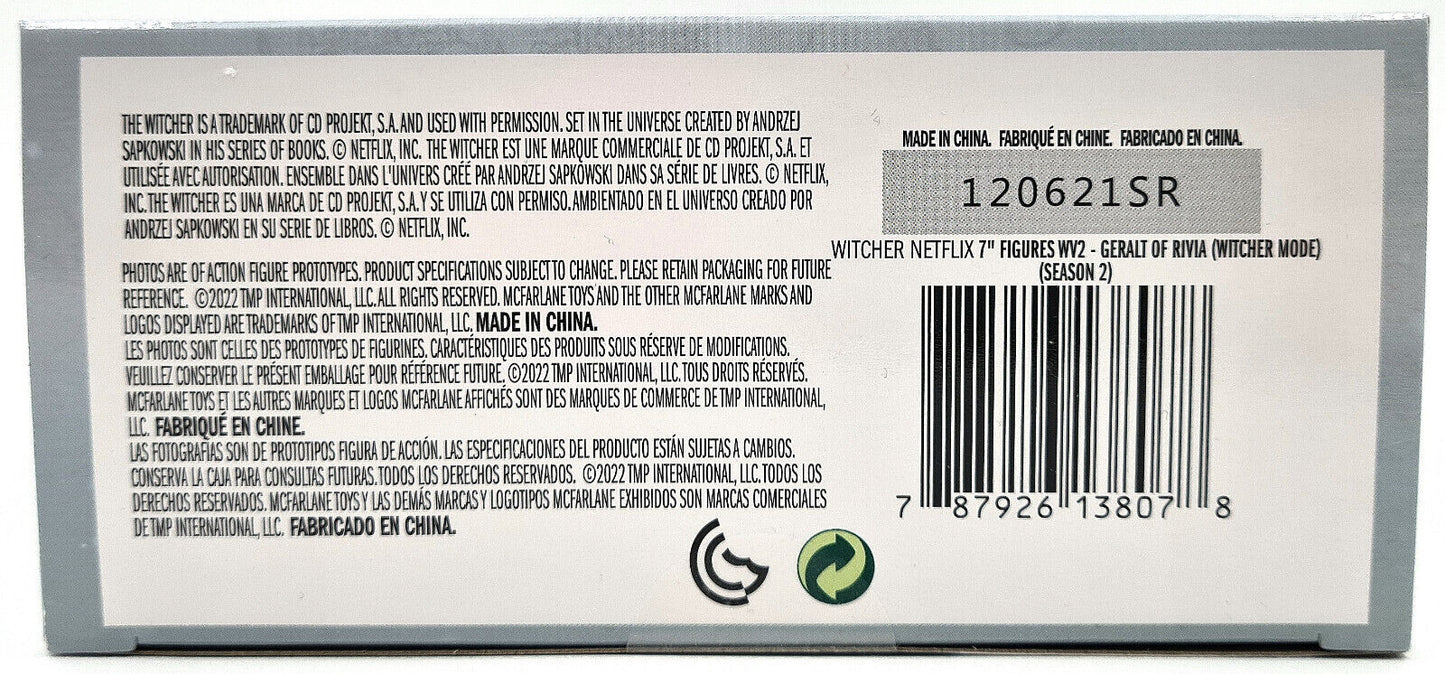 THE WITCHER IS A TRADEMARK OF CD PROJEKT, S.A. AND USED WITH PERMISSION. SET IN THE UNIVERSE CREATED BY ANDRZEJ
SAPKOWSKI IN HIS SERIES OF BOOKS. © NETFLIX, INC. THE WITCHER EST UNE MARQUE COMMERCIALE DE CD PROJEKT, S.A. ET
UTILISÉE AVEC AUTORISATION. ENSEMBLE DANS L'UNIVERS CRÉÉ PAR ANDRZEJ SAPKOWSKI DANS SA SÉRIE DE LIVRES. © NETFLIX,
INC. THE WITCHER ES UNA MARCA DE CD PROJEKT, S.A. Y SE UTILIZA CON PERMISO. AMBIENTADO EN EL UNIVERSO CREADO POR
ANDRZEJ SAPKOWSKI EN SU SERIE DE LIBROS. © NETFLIX, INC.
PHOTOS ARE OF ACTION FIGURE PROTOTYPES. PRODUCT SPECIFICATIONS SUBJECT TO CHANGE. PLEASE RETAIN PACKAGING FOR FUTURE
REFERENCE. ©2022 TMP INTERNATIONAL, LLC. ALL RIGHTS RESERVED. MCFARLANE TOYS AND THE OTHER MCFARLANE MARKS AND
LOGOS DISPLAYED ARE TRADEMARKS OF TMP INTERNATIONAL, LLC. MADE IN CHINA.
LES PHOTOS SONT CELLES DES PROTOTYPES DE FIGURINES. CARACTÉRISTIQUES DES PRODUITS SOUS RÉSERVE DE MODIFICATIONS.
VEUILLEZ CONSERVER LE PRÉSENT EMBALLAGE POUR RÉFÉRENCE FUTURE. ©2022 TMP INTERNATIONAL, LLC. TOUS DROITS RÉSERVÉS.
MCFARLANE TOYS ET LES AUTRES MARQUES ET LOGOS MCFARLANE AFFICHÉS SONT DES MARQUES DE COMMERCE DE TMP INTERNATIONAL,
LLC. FABRIQUÉ EN CHINE.
LAS FOTOGRAFÍAS SON DE PROTOTIPOS FIGURA DE ACCIÓN. LAS ESPECIFICACIONES DEL PRODUCTO ESTÁN SUJETAS A CAMBIOS.
CONSERVA LA CAJA PARA CONSULTAS FUTURAS. TODOS LOS DERECHOS RESERVADOS. ©2022 TMP INTERNATIONAL, LLC. TODOS LOS
DERECHOS RESERVADOS. MCFARLANE TOYS Y LAS DEMÁS MARCAS Y LOGOTIPOS MCFARLANE EXHIBIDOS SON MARCAS COMERCIALES
DE TMP INTERNATIONAL, LLC. FABRICADO EN CHINA.
MADE IN CHINA. FABRIQUÉ EN CHINE. FABRICADO EN CHINA.
120621SR
WITCHER NETFLIX 7" FIGURES WV2 - GERALT OF RIVIA (WITCHER MODE)
(SEASON 2)
7 87926 13807 8